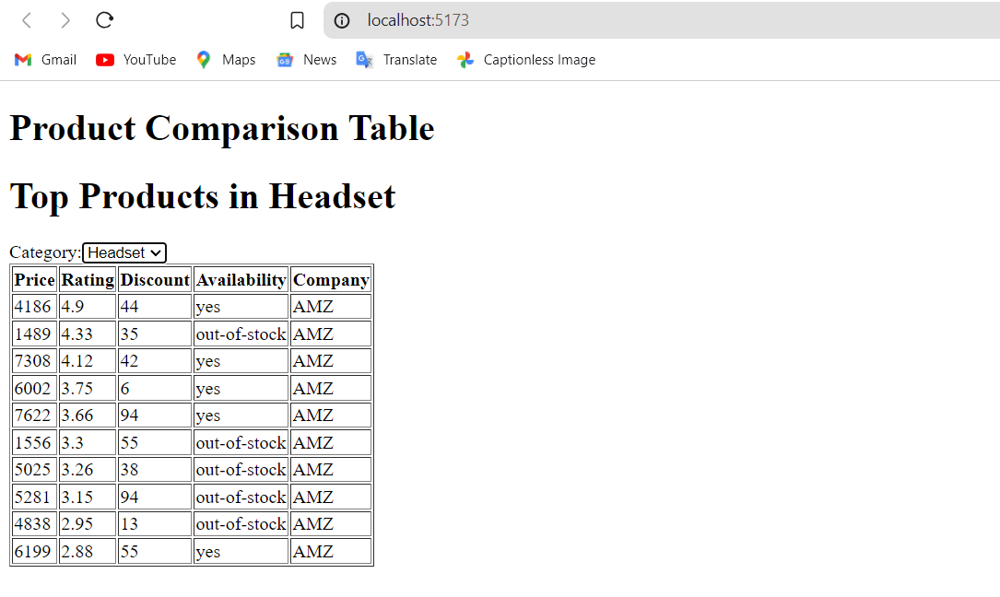 localhost:5173
Gmail YouTube Maps News Translate Captionless Image
Product Comparison Table
Top Products in Headset
Category: Headset
Price Rating Discount Availability Company
4186 4.9 44 yes AMZ
1489 4.33 35 out-of-stock AMZ
7308 4.12 42 yes AMZ
6002 3.75 6 yes AMZ
7622 3.66 94 yes AMZ
1556 3.3 55 out-of-stock AMZ
5025 3.26 38 out-of-stock AMZ
5281 3.15 94 out-of-stock AMZ
4838 2.95 13 out-of-stock AMZ
6199 2.88 55 yes AMZ